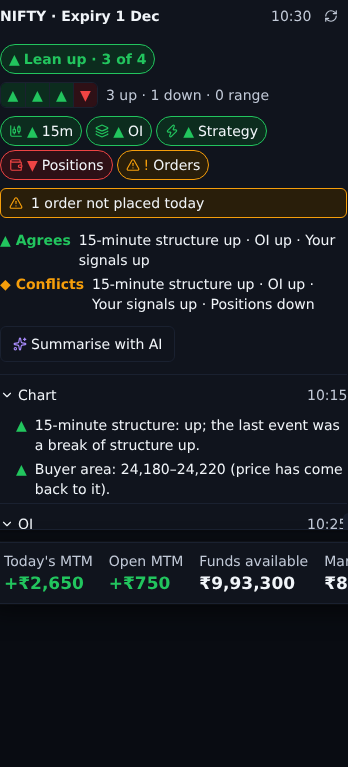 NIFTY · Expiry 1 Dec 10:30
▲ Lean up · 3 of 4
▲ ▲ ▲ ▼ 3 up · 1 down · 0 range
▲ 15m ▲ OI ▲ Strategy
▼ Positions ! Orders
1 order not placed today
▲ Agrees 15-minute structure up · OI up · Your
signals up
◆ Conflicts 15-minute structure up · OI up ·
Your signals up · Positions down
Summarise with AI
Chart 10:15
▲ 15-minute structure: up; the last event was
a break of structure up.
▲ Buyer area: 24,180–24,220 (price has come
back to it).
OI 10:25
Today's MTM Open MTM Funds available Mar
+₹2,650 +₹750 ₹9,93,300 ₹8